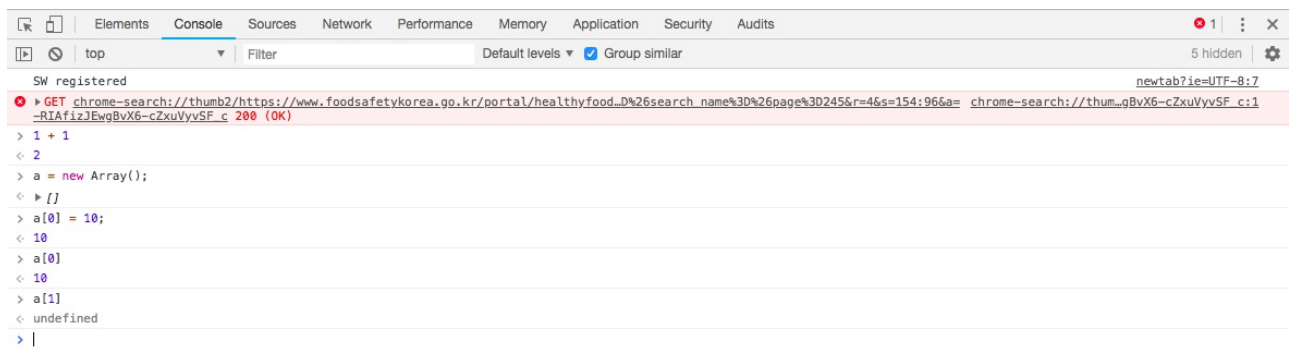 Elements Console Sources Network Performance Memory Application Security Audits 1
top Filter Default levels Group similar 5 hidden
SW registered newtab?ie=UTF-8:7
GET chrome-search://thumb2/https://www.foodsafetykorea.go.kr/portal/healthyfood…D%26search_name%3D%26page%3D245&r=4&s=154:96&a= chrome-search://thum…gBvX6-cZxuVyvSF_c:1
-RIAfizJEwgBvX6-cZxuVyvSF_c 200 (OK)
> 1 + 1
2
> a = new Array();
[]
> a[0] = 10;
10
> a[0]
10
> a[1]
undefined
>